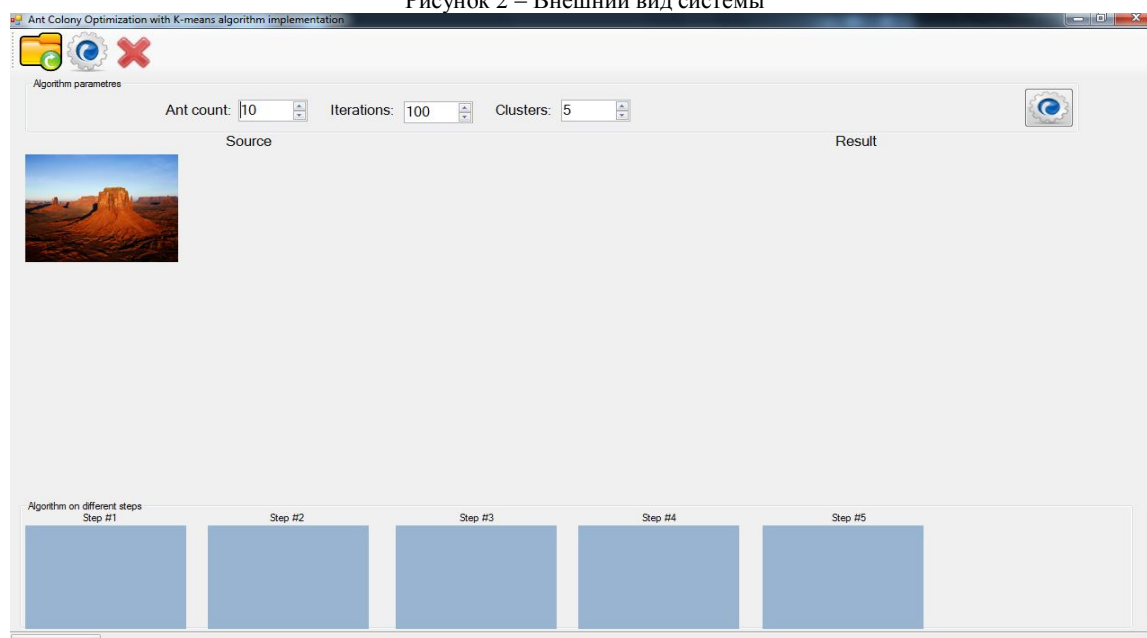 Рисунок 2 – Внешний вид системы
Ant Colony Optimization with K-means algorithm implementation
Algorithm parametres
Ant count: 10 Iterations: 100 Clusters: 5
Source Result
Algorithm on different steps
Step #1 Step #2 Step #3 Step #4 Step #5